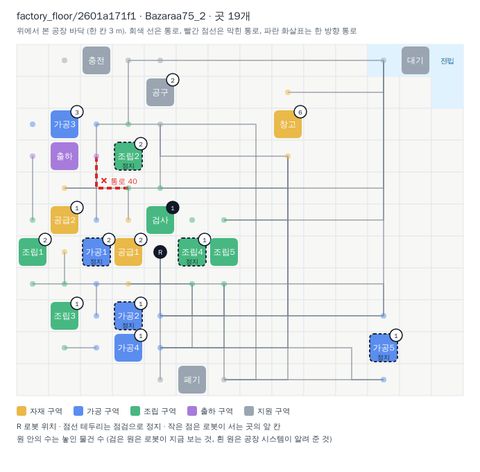 factory_floor/2601a171f1 · Bazaraa75_2 · 곳 19개
위에서 본 공장 바닥 (한 칸 3 m). 회색 선은 통로, 빨간 점선은 막힌 통로, 파란 화살표는 한 방향 통로
충전
대기
전립
공구
2
창고
6
가공3
3
출하
조립2
정지
2
✕ 통로 40
공급2
1
검사
1
조립1
2
가공1
정지
2
공급1
2
R
조립4
정지
1
조립5
조립3
1
가공2
정지
1
가공4
1
가공5
정지
1
폐기
자재 구역
가공 구역
조립 구역
출하 구역
지원 구역
R 로봇 위치 · 점선 테두리는 점검으로 정지 · 작은 점은 로봇이 서는 곳의 앞 칸
원 안의 수는 놓인 물건 수 (검은 원은 로봇이 지금 보는 것, 흰 원은 공장 시스템이 알려 준 것)